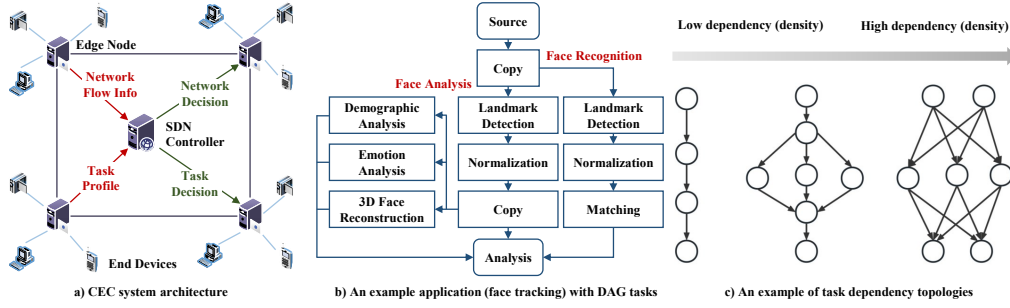 Edge Node
Network
Flow Info
Network
Decision
SDN
Controller
Task
Profile
Task
Decision
End Devices
a) CEC system architecture
Source
Copy
Face Recognition
Face Analysis
Demographic
Analysis
Landmark
Detection
Landmark
Detection
Emotion
Analysis
Normalization
Normalization
3D Face
Reconstruction
Copy
Matching
Analysis
b) An example application (face tracking) with DAG tasks
Low dependency (density)
High dependency (density)
c) An example of task dependency topologies